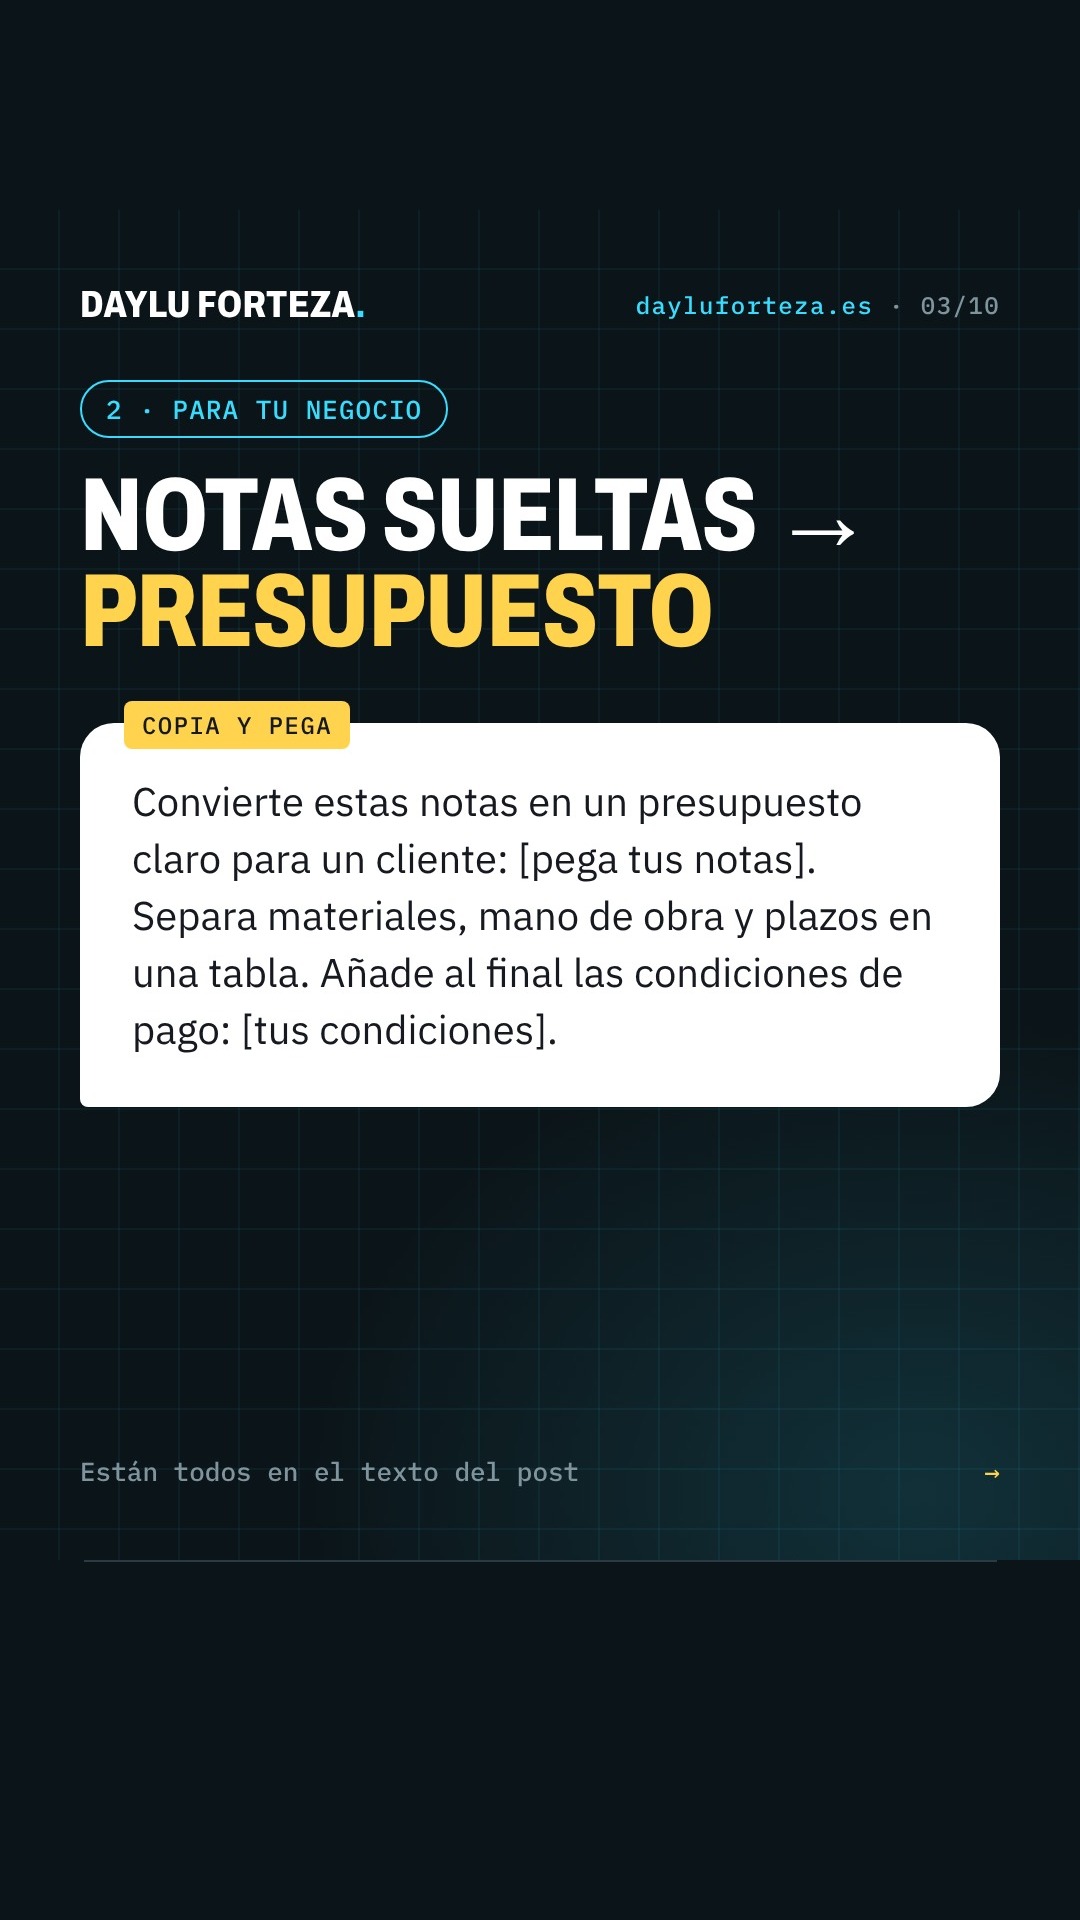 DAYLU FORTEZA.
dayluforteza.es · 03/10
2 · PARA TU NEGOCIO
NOTAS SUELTAS →
PRESUPUESTO
COPIA Y PEGA
Convierte estas notas en un presupuesto
claro para un cliente: [pega tus notas].
Separa materiales, mano de obra y plazos en
una tabla. Añade al final las condiciones de
pago: [tus condiciones].
Están todos en el texto del post
→